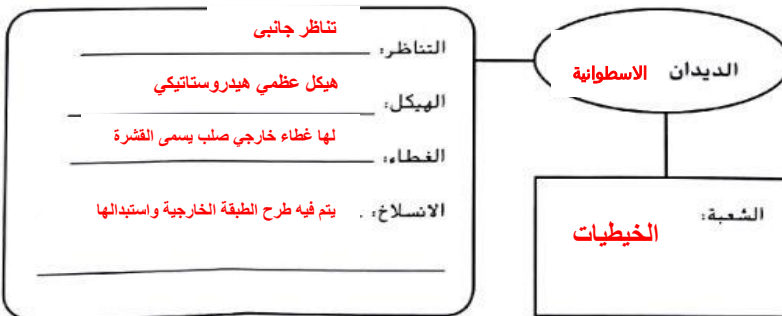 الديدان الاسطوانية
الشعبة:
الخيطيات
تناظر جانبى
التناظر:
هيكل عظمي هيدروستاتيكي
الهيكل:
لها غطاء خارجي صلب يسمى القشرة
الغطاء:
الانسلاخ: . يتم فيه طرح الطبقة الخارجية واستبدالها